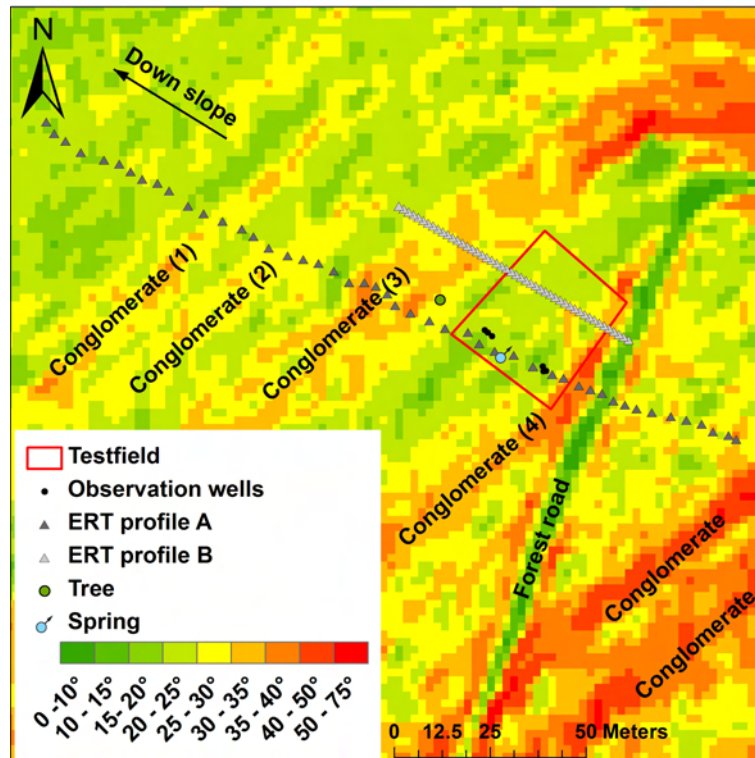 N
Down slope
Conglomerate (1)
Conglomerate (2)
Conglomerate (3)
Conglomerate (4)
Forest road
Conglomerate
Conglomerate
Testfield
Observation wells
ERT profile A
ERT profile B
Tree
Spring
0 -10°
10 - 15°
15- 20°
20 - 25°
25 - 30°
30 - 35°
35 - 40°
40 - 50°
50 - 75°
0 12.5 25 50 Meters